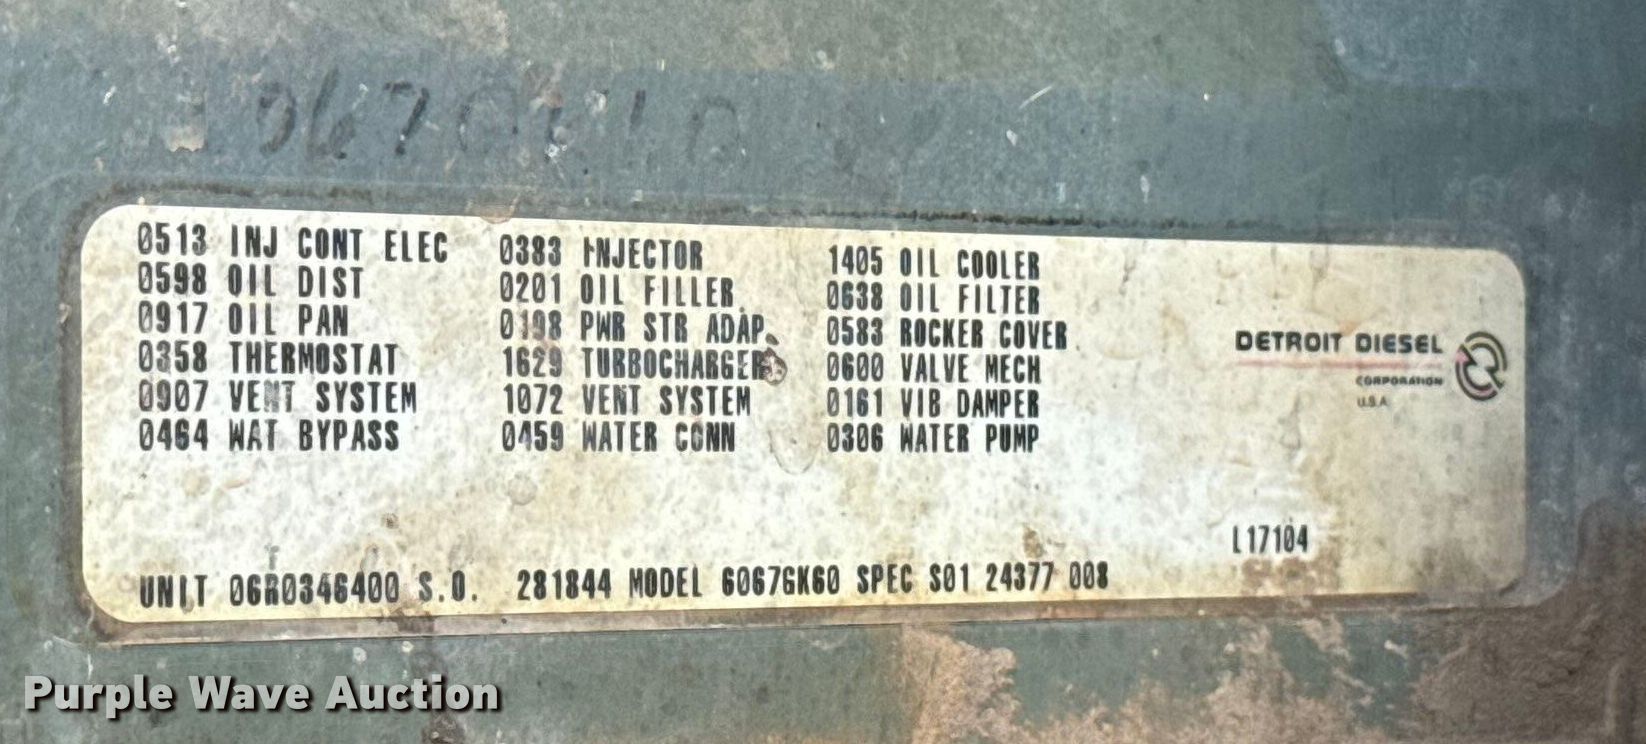 0513 INJ CONT ELEC 0383 INJECTOR 1405 OIL COOLER
0598 OIL DIST 0201 OIL FILLER 0638 OIL FILTER
0917 OIL PAN 0198 PWR STR ADAP. 0583 ROCKER COVER
0358 THERMOSTAT 1629 TURBOCHARGER 0600 VALVE MECH
0907 VENT SYSTEM 1072 VENT SYSTEM 0161 VIB DAMPER
0464 WAT BYPASS 0459 WATER CONN 0306 WATER PUMP
DETROIT DIESEL
CORPORATION
U.S.A.
L17104
UNIT 06R0346400 S.O. 281844 MODEL 6067GK60 SPEC S01 24377 008
Purple Wave Auction